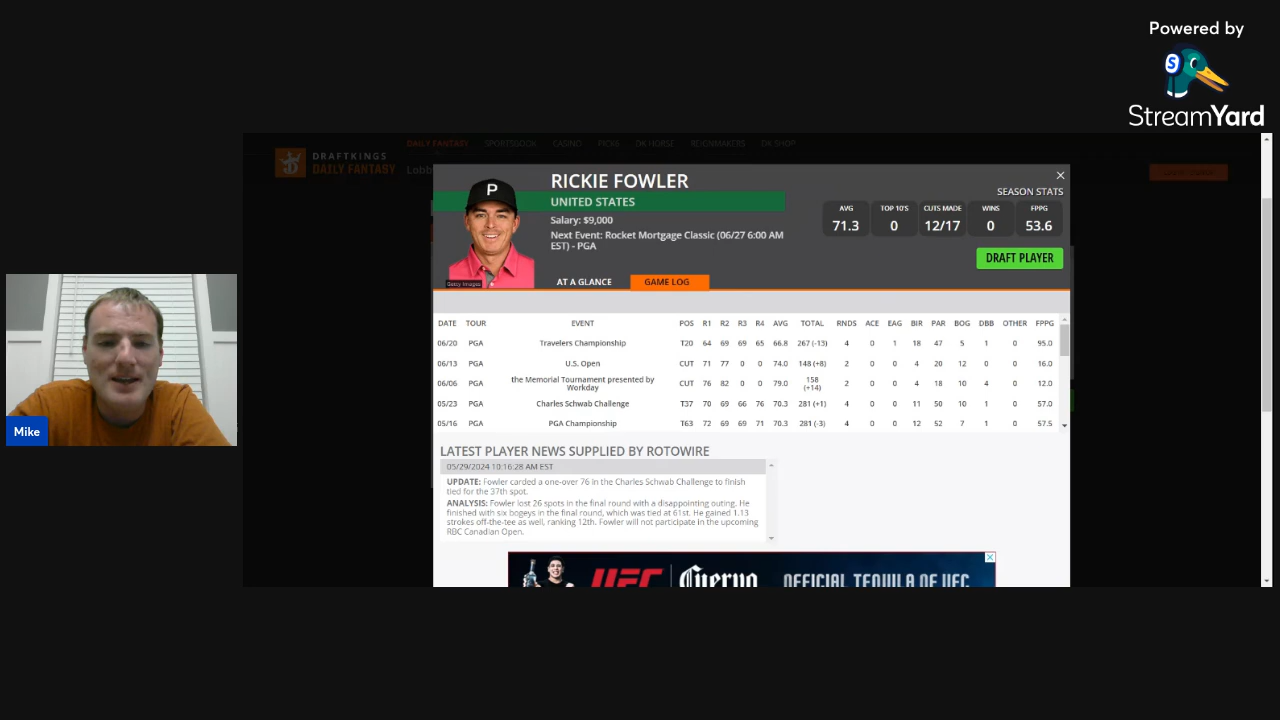 Powered by
StreamYard
DRAFTKINGS
DAILY FANTASY
DAILY FANTASY SPORTSBOOK CASINO PICKS DK HORSE REIGNMAKERS DK SHOP
Lobby
RICKIE FOWLER
UNITED STATES
Salary: $9,000
Next Event: Rocket Mortgage Classic (06/27 6:00 AM
EST) - PGA
SEASON STATS
AVG TOP 10'S CUTS MADE WINS FPPG
71.3 0 12/17 0 53.6
DRAFT PLAYER
Getty Images
AT A GLANCE GAME LOG
DATE TOUR EVENT POS R1 R2 R3 R4 AVG TOTAL RNDS ACE EAG BIR PAR BOG DBB OTHER FPPG
06/20 PGA Travelers Championship T20 64 69 69 65 66.8 267 (-13) 4 0 1 18 47 5 1 0 95.0
06/13 PGA U.S. Open CUT 71 77 0 0 74.0 148 (+8) 2 0 0 4 20 12 0 0 16.0
06/06 PGA the Memorial Tournament presented by
Workday CUT 76 82 0 0 79.0 158
(+14) 2 0 0 4 18 10 4 0 12.0
05/23 PGA Charles Schwab Challenge T37 70 69 66 76 70.3 281 (+1) 4 0 0 11 50 10 1 0 57.0
05/16 PGA PGA Championship T63 72 69 69 71 70.3 281 (-3) 4 0 0 12 52 7 1 0 57.5
LATEST PLAYER NEWS SUPPLIED BY ROTOWIRE
05/29/2024 10:16:28 AM EST
UPDATE: Fowler carded a one-over 76 in the Charles Schwab Challenge to finish
tied for the 37th spot.
ANALYSIS: Fowler lost 26 spots in the final round with a disappointing outing. He
finished with six bogeys in the final round, which was tied at 61st. He gained 1.13
strokes off-the-tee as well, ranking 12th. Fowler will not participate in the upcoming
RBC Canadian Open.
UFC Cuervo OFFICIAL TEQUILA OF UFC
Mike